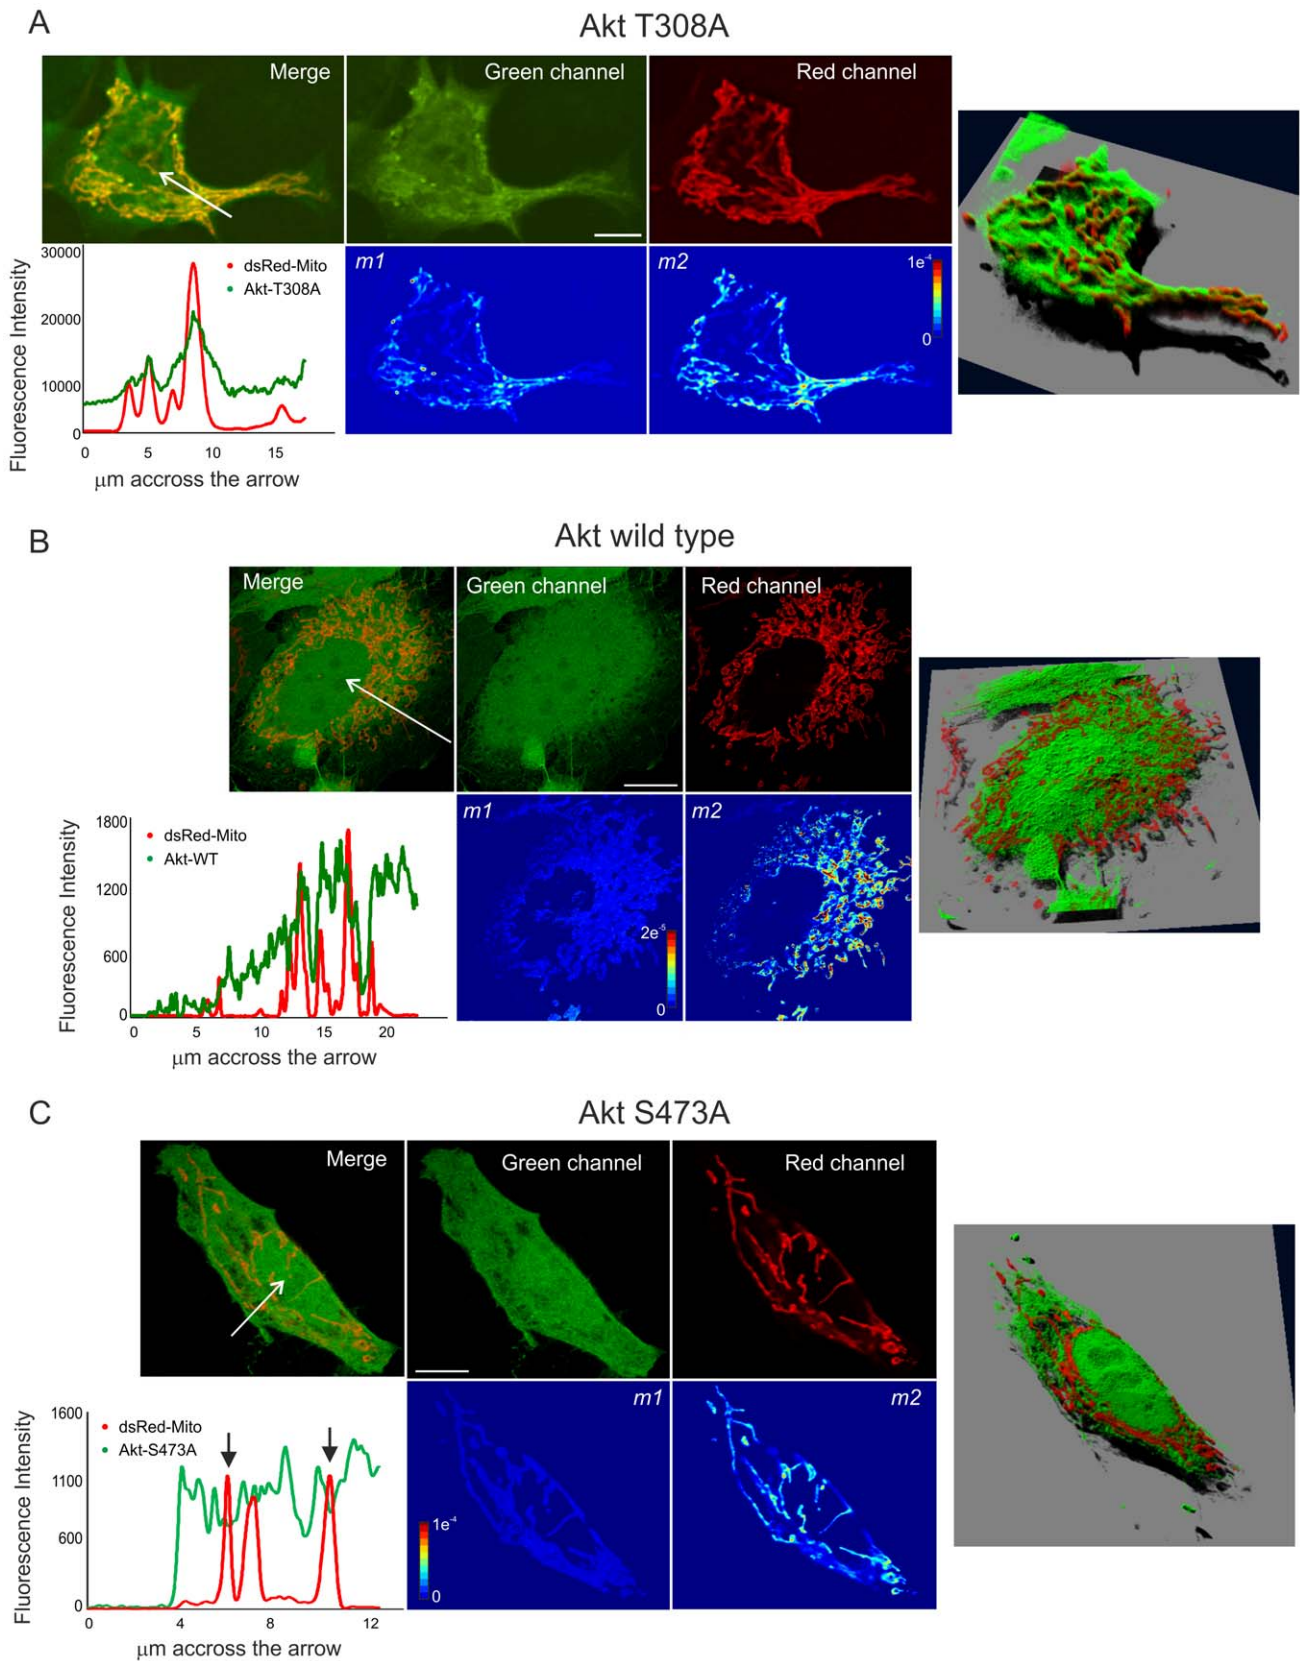 A
Akt T308A
Merge
Green channel
Red channel
Fluorescence Intensity
30000
20000
10000
0
dsRed-Mito
Akt-T308A
0 5 10 15
µm accross the arrow
m1
m2
1e-4
0
B
Akt wild type
Merge
Green channel
Red channel
Fluorescence Intensity
1800
1200
600
0
dsRed-Mito
Akt-WT
0 5 10 15 20
µm accross the arrow
m1
2e-5
0
m2
C
Akt S473A
Merge
Green channel
Red channel
Fluorescence Intensity
1600
1100
600
0
dsRed-Mito
Akt-S473A
0 4 8 12
µm accross the arrow
m1
1e-4
0
m2